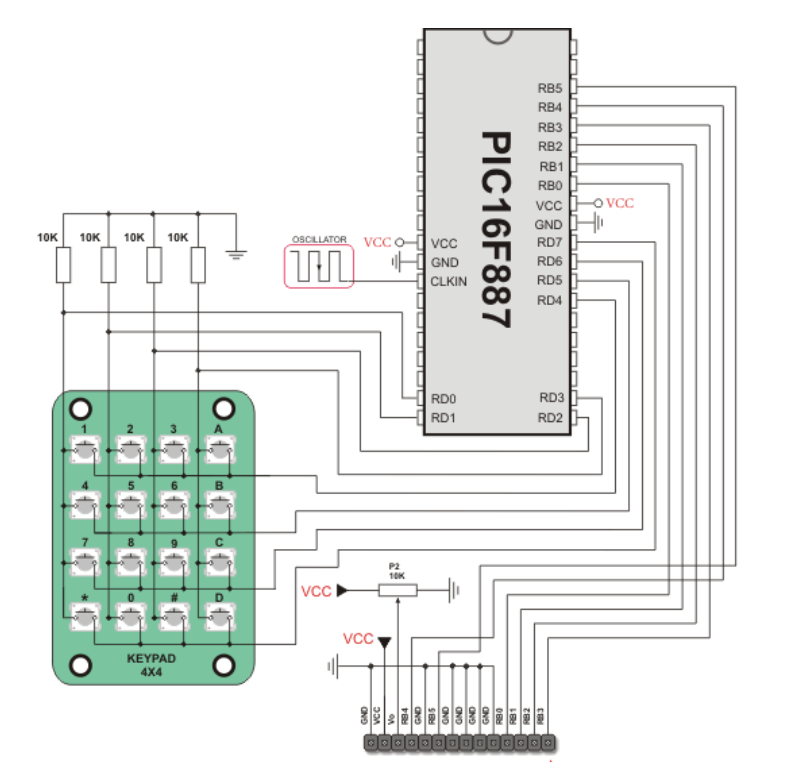 RB5
RB4
RB3
RB2
RB1
RB0
VCC VCC
GND
RD7
RD6
RD5
RD4
RD3
RD2
PIC16F887
VCC VCC
GND
CLKIN
RD0
RD1
OSCILLATOR
10K 10K 10K 10K
1 2 3 A
4 5 6 B
7 8 9 C
* 0 # D
KEYPAD
4X4
P2
10K
VCC
VCC
GND VCC Vo RB4 GND RB5 GND GND GND GND RB0 RB1 RB2 RB3